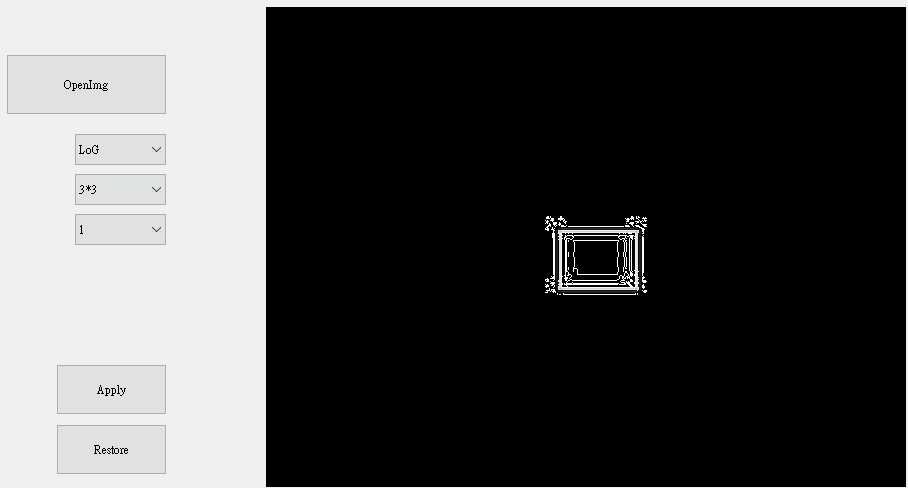 OpenImg
LoG
3*3
1
Apply
Restore